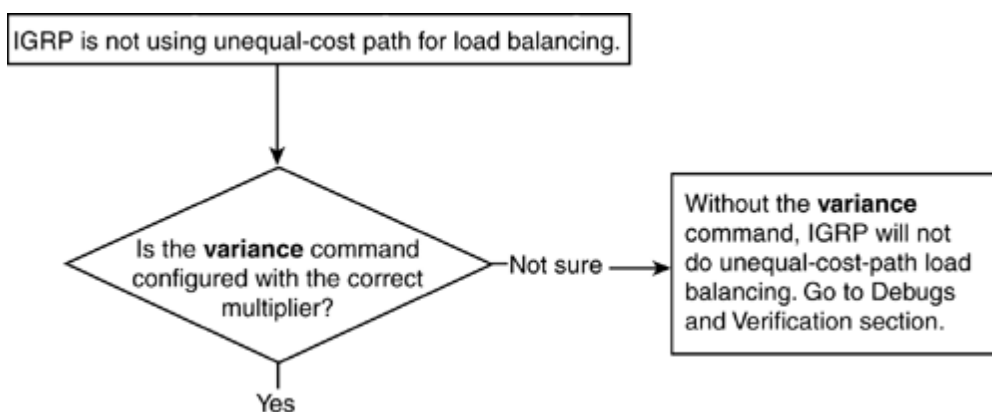 IGRP is not using unequal-cost path for load balancing.
Is the variance command
configured with the correct
multiplier?
Not sure
Without the variance
command, IGRP will not
do unequal-cost-path load
balancing. Go to Debugs
and Verification section.
Yes